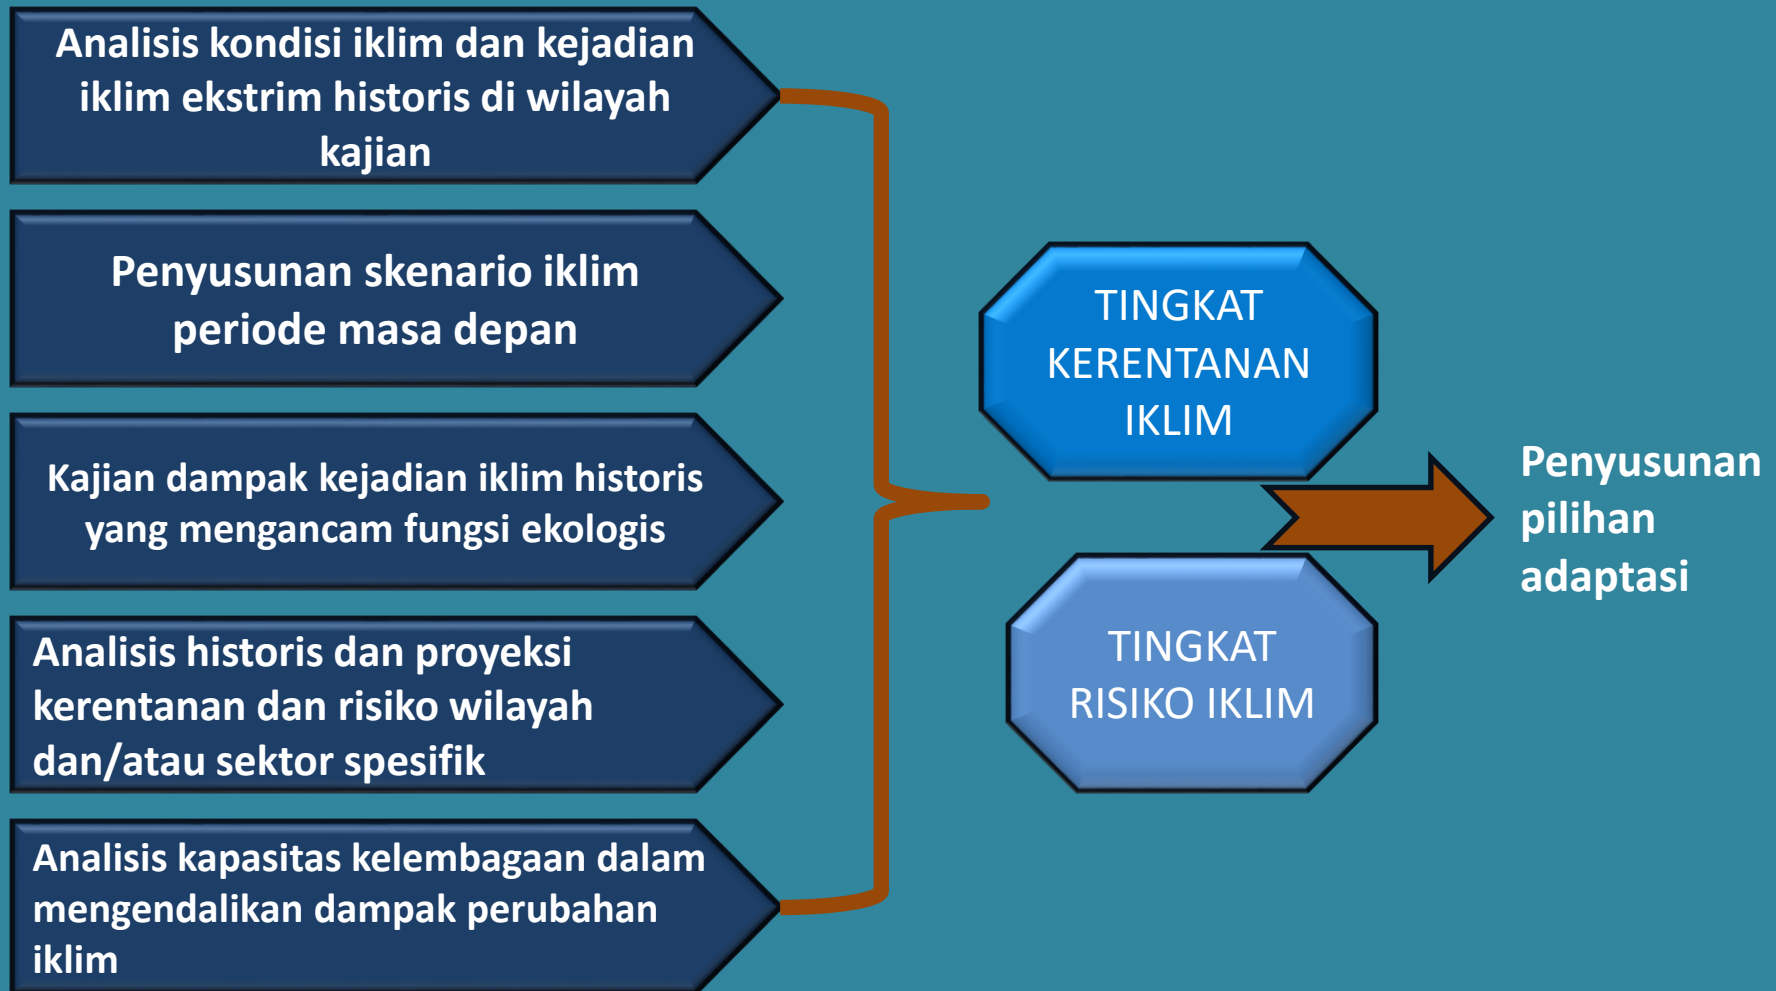 Analisis kondisi iklim dan kejadian
iklim ekstrim historis di wilayah
kajian
Penyusunan skenario iklim
periode masa depan
Kajian dampak kejadian iklim historis
yang mengancam fungsi ekologis
Analisis historis dan proyeksi
kerentanan dan risiko wilayah
dan/atau sektor spesifik
Analisis kapasitas kelembagaan dalam
mengendalikan dampak perubahan
iklim
TINGKAT
KERENTANAN
IKLIM
TINGKAT
RISIKO IKLIM
Penyusunan
pilihan
adaptasi